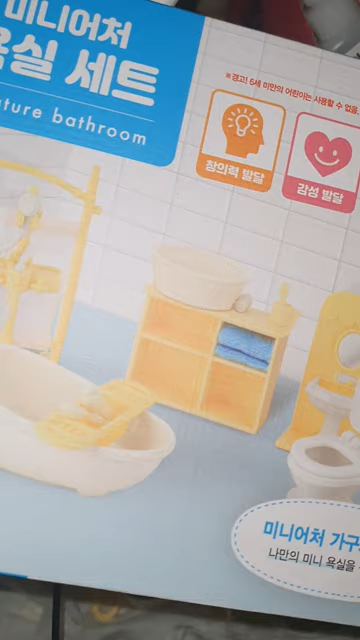 미니어처
욕실 세트
ature bathroom
※경고! 6세 미만의 어린이는 사용할 수 없음.
창의력 발달
감성 발달
미니어처 가구
나만의 미니 욕실을